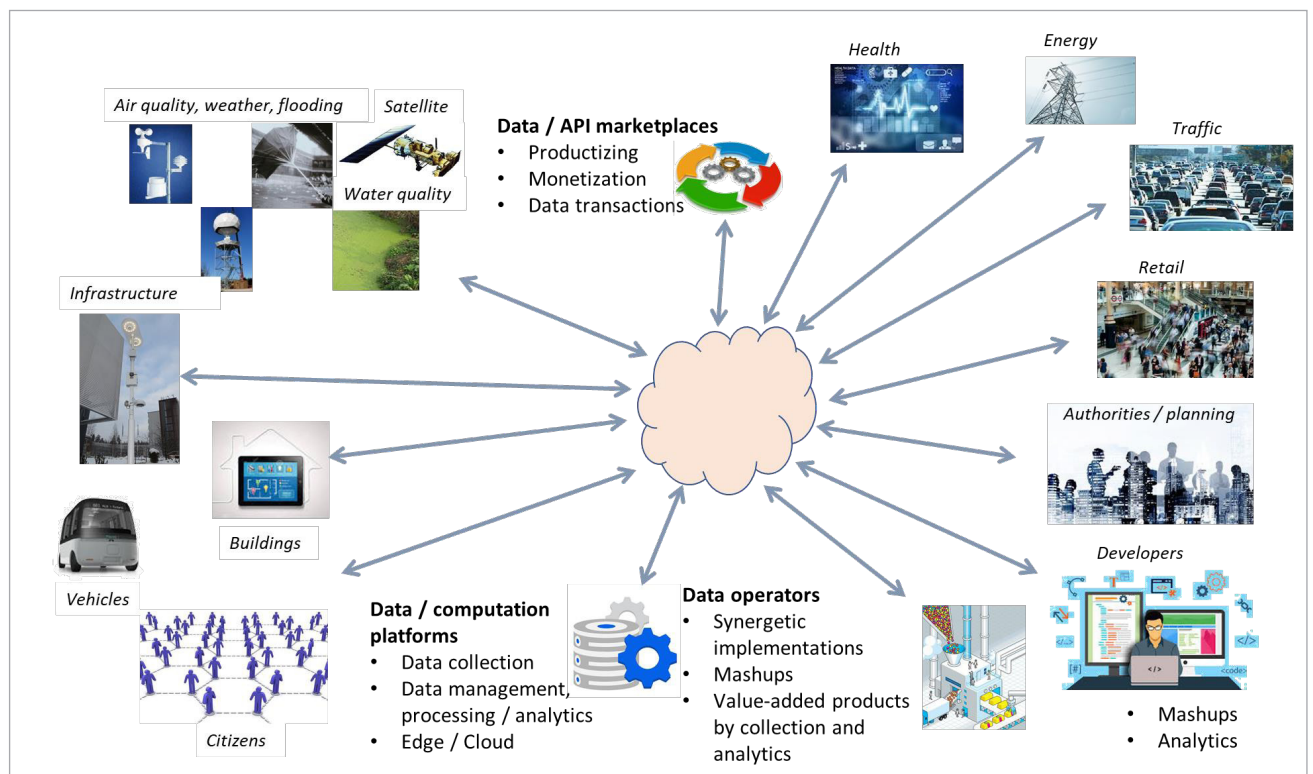 Health
Energy
Air quality, weather, flooding
Satellite
Data / API marketplaces
• Productizing
• Monetization
• Data transactions
Traffic
Water quality
Retail
Infrastructure
Authorities / planning
Buildings
Developers
</>
[#]
<code>
</>
</>
Vehicles
Data / computation
platforms
• Data collection
• Data management,
processing / analytics
• Edge / Cloud
Data operators
• Synergetic
implementations
• Mashups
• Value-added products
by collection and
analytics
• Mashups
• Analytics
Citizens